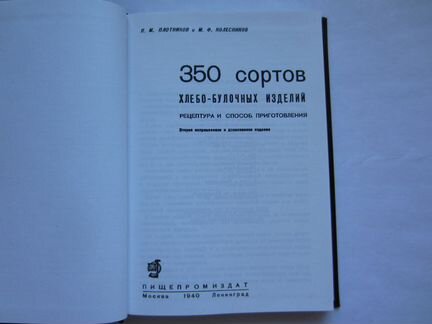 П. М. ПЛОТНИКОВ и М. Ф. КОЛЕСНИКОВ
350 сортов
ХЛЕБО-БУЛОЧНЫХ ИЗДЕЛИЙ
РЕЦЕПТУРА И СПОСОБ ПРИГОТОВЛЕНИЯ
Второе исправленное и дополненное издание
ПИЩЕПРОМИЗДАТ
Москва 1940 Ленинград